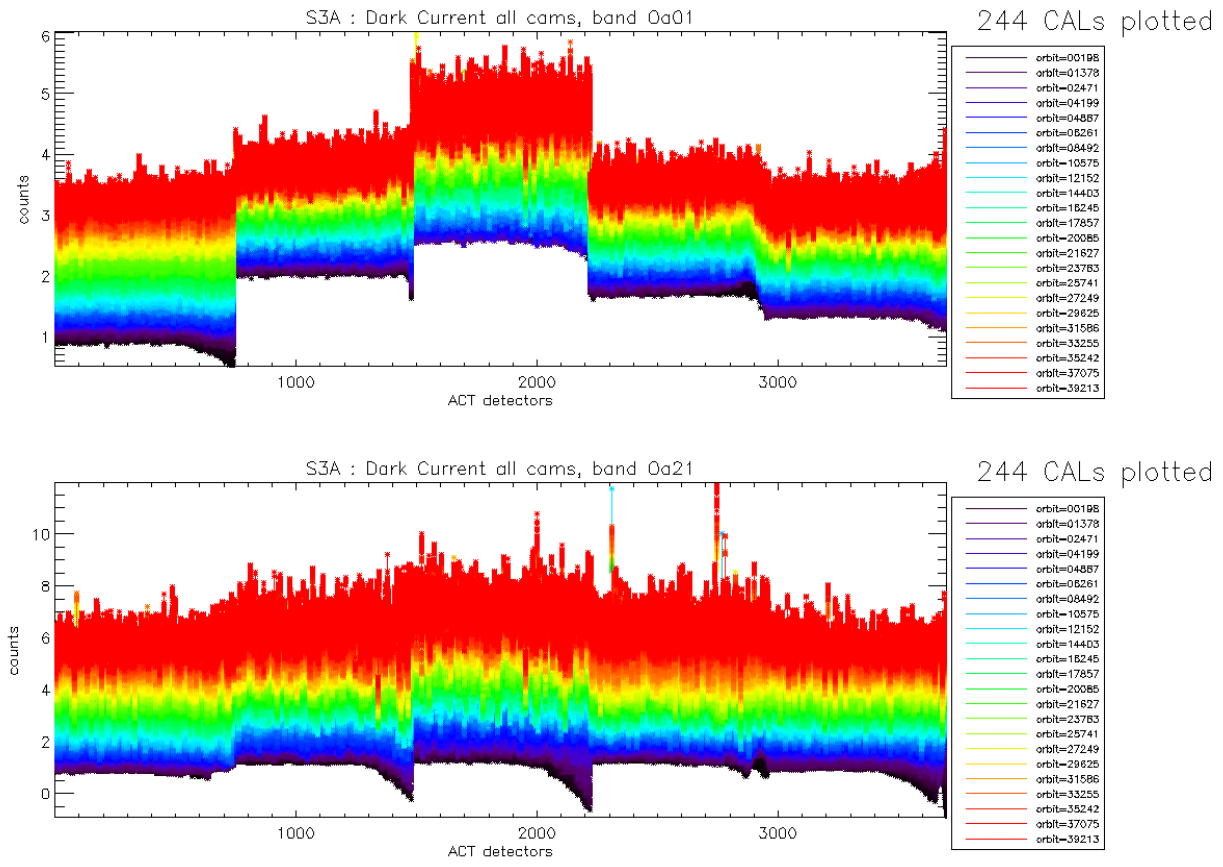 S3A : Dark Current all cams, band Oa01
244 CALs plotted
6
5
4
3
2
1
counts
1000
2000
3000
ACT detectors
orbit=00198
orbit=01378
orbit=02471
orbit=04199
orbit=04887
orbit=06261
orbit=08492
orbit=10575
orbit=12152
orbit=14403
orbit=16245
orbit=17857
orbit=20085
orbit=21627
orbit=23783
orbit=25741
orbit=27249
orbit=29625
orbit=31586
orbit=33255
orbit=35242
orbit=37075
orbit=39213
S3A : Dark Current all cams, band Oa21
244 CALs plotted
10
8
6
4
2
0
counts
1000
2000
3000
ACT detectors
orbit=00198
orbit=01378
orbit=02471
orbit=04199
orbit=04887
orbit=06261
orbit=08492
orbit=10575
orbit=12152
orbit=14403
orbit=16245
orbit=17857
orbit=20085
orbit=21627
orbit=23783
orbit=25741
orbit=27249
orbit=29625
orbit=31586
orbit=33255
orbit=35242
orbit=37075
orbit=39213